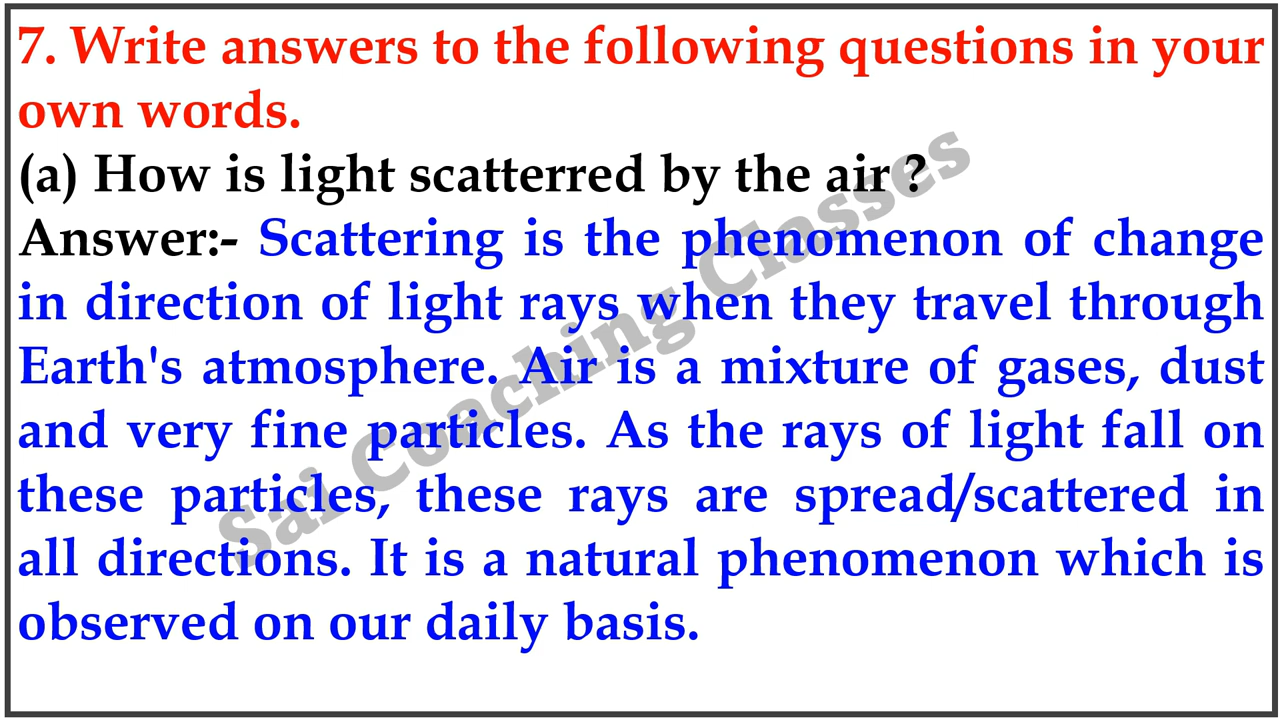 7. Write answers to the following questions in your
own words.
(a) How is light scatterred by the air ?
Answer:- Scattering is the phenomenon of change
in direction of light rays when they travel through
Earth's atmosphere. Air is a mixture of gases, dust
and very fine particles. As the rays of light fall on
these particles, these rays are spread/scattered in
all directions. It is a natural phenomenon which is
observed on our daily basis.
Sai Coaching Classes